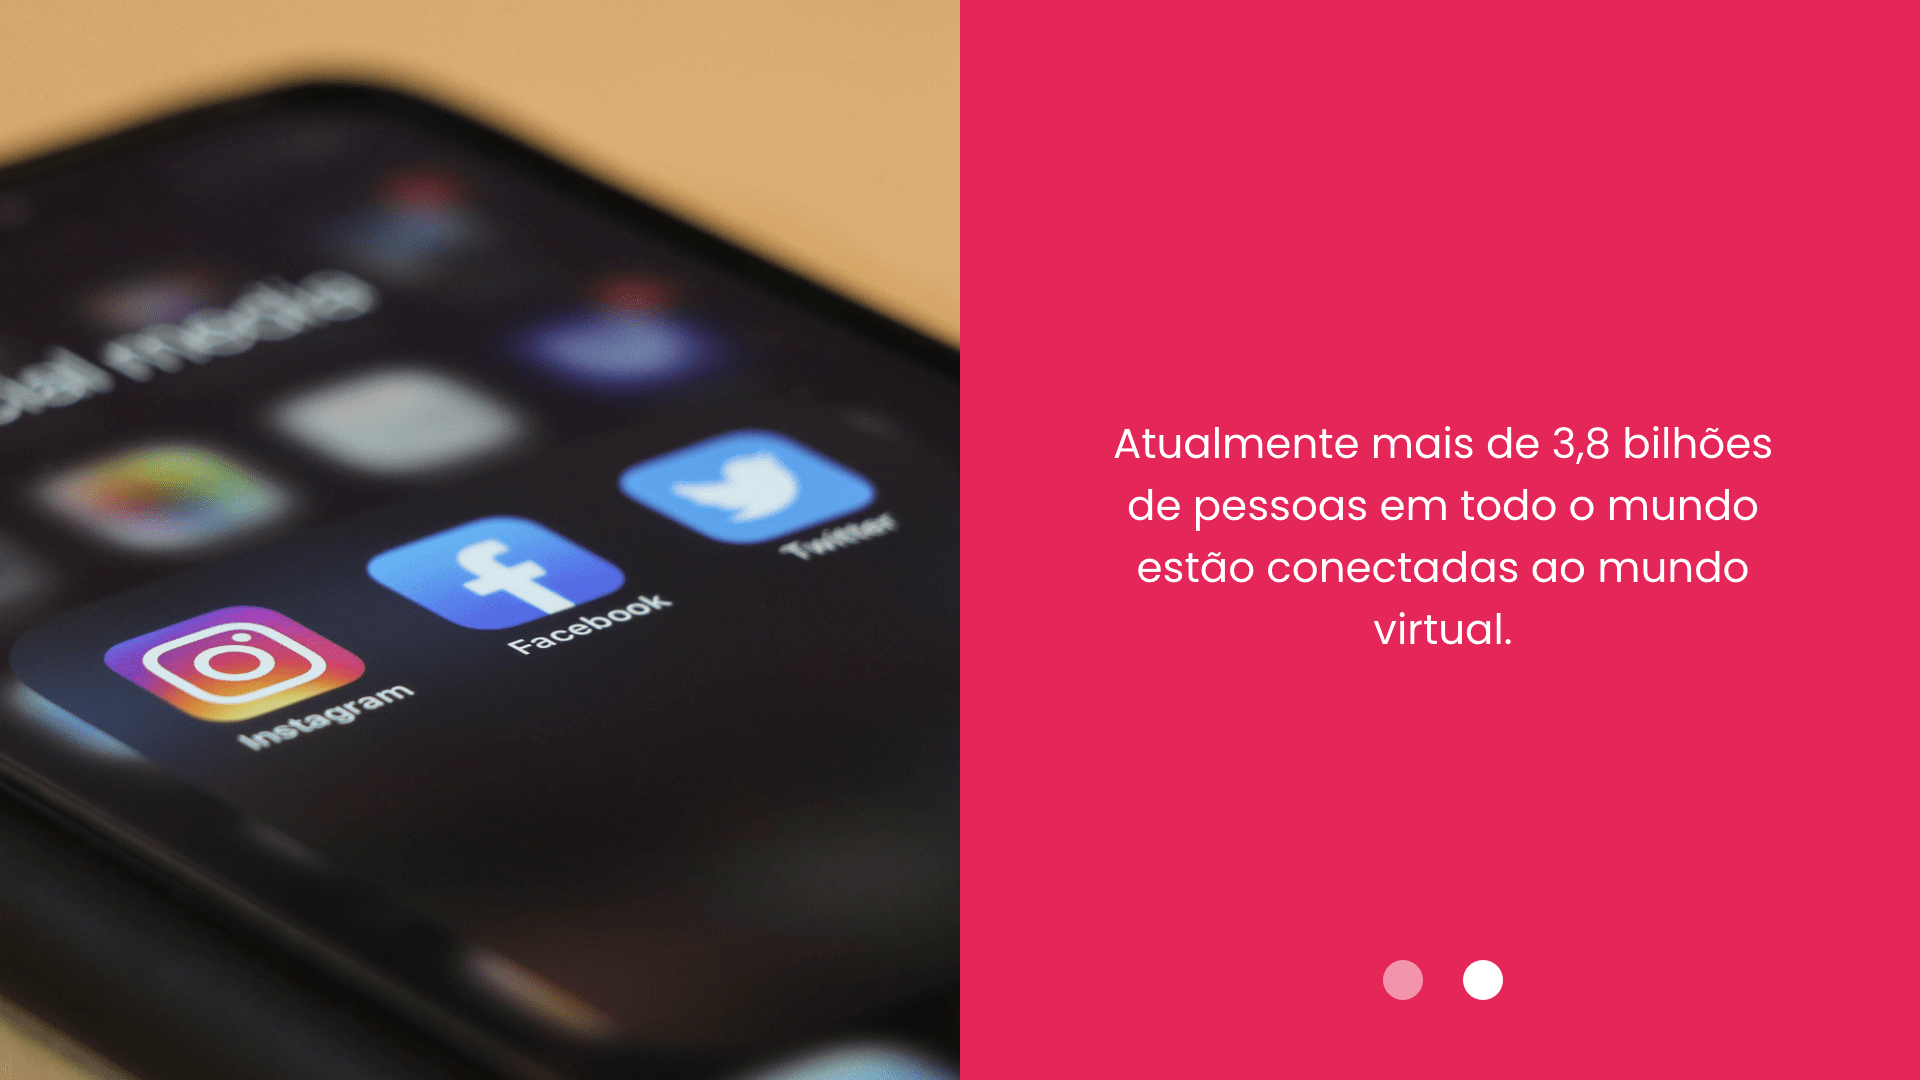 Instagram
Facebook
Twitter
Atualmente mais de 3,8 bilhões
de pessoas em todo o mundo
estão conectadas ao mundo
virtual.